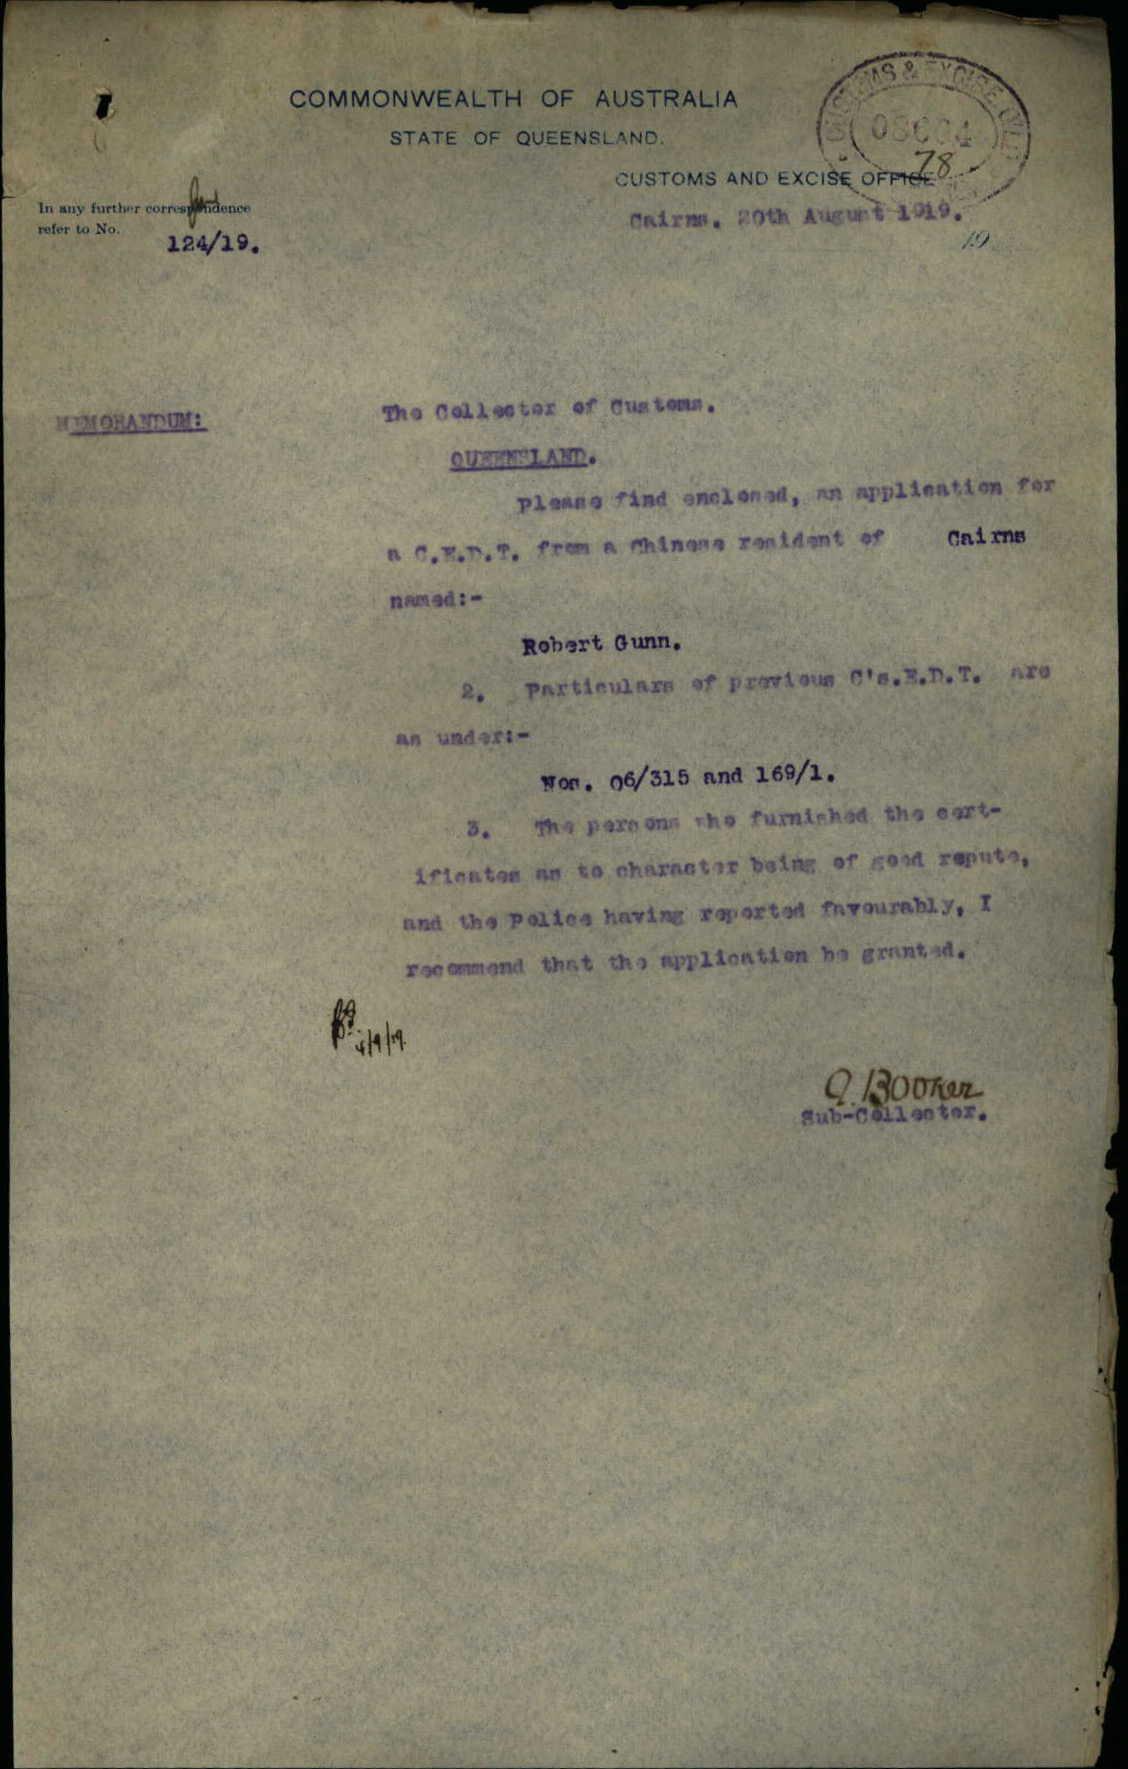 COMMONWEALTH OF AUSTRALIA
STATE OF QUEENSLAND.
CUSTOMS & EXCISE
78
CUSTOMS AND EXCISE OFFICE
Cairns. 20th August 1919.
19
In any further correspondence
refer to No.
124/19.
MEMORANDUM:
The Collector of Customs.
QUEENSLAND.
Please find enclosed, an application for
a C.E.D.T. from a Chinese resident of Cairns
named:-
Robert Gunn.
2. Particulars of previous C's.E.D.T. are
as under:-
Nos. 06/315 and 169/1.
3. The persons who furnished the cert-
ificates as to character being of good repute,
and the Police having reported favourably, I
recommend that the application be granted.
Booker
Sub-Collector.